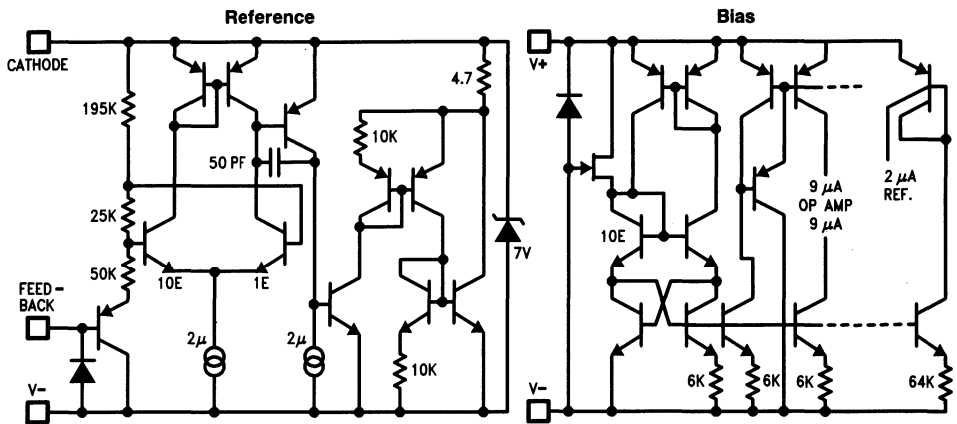 Reference
CATHODE
195K
50 PF
25K
50K
10E
1E
FEED-
BACK
2μ
2μ
V-
10K
4.7
10K
7V
Bias
V+
10E
9 μA
OP AMP
9 μA
2 μA
REF.
V-
6K
6K
6K
64K